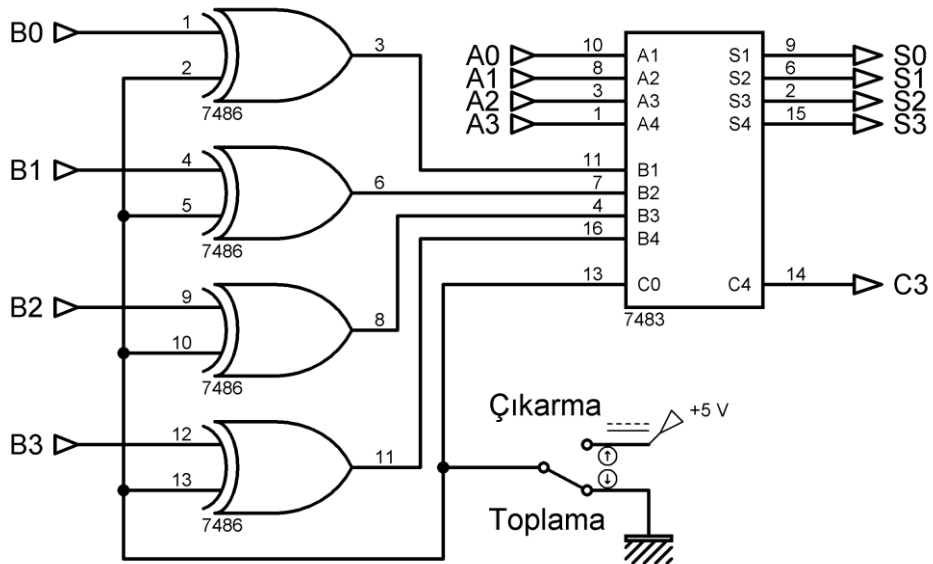 B0
1
2
3
7486
B1
4
5
6
7486
B2
9
10
8
7486
B3
12
13
11
7486
A0
A1
A2
A3
10
8
3
1
11
7
4
16
13
A1
A2
A3
A4
B1
B2
B3
B4
C0
S1
S2
S3
S4
C4
7483
9
6
2
15
14
S0
S1
S2
S3
C3
Çıkarma
+5 V
Toplama